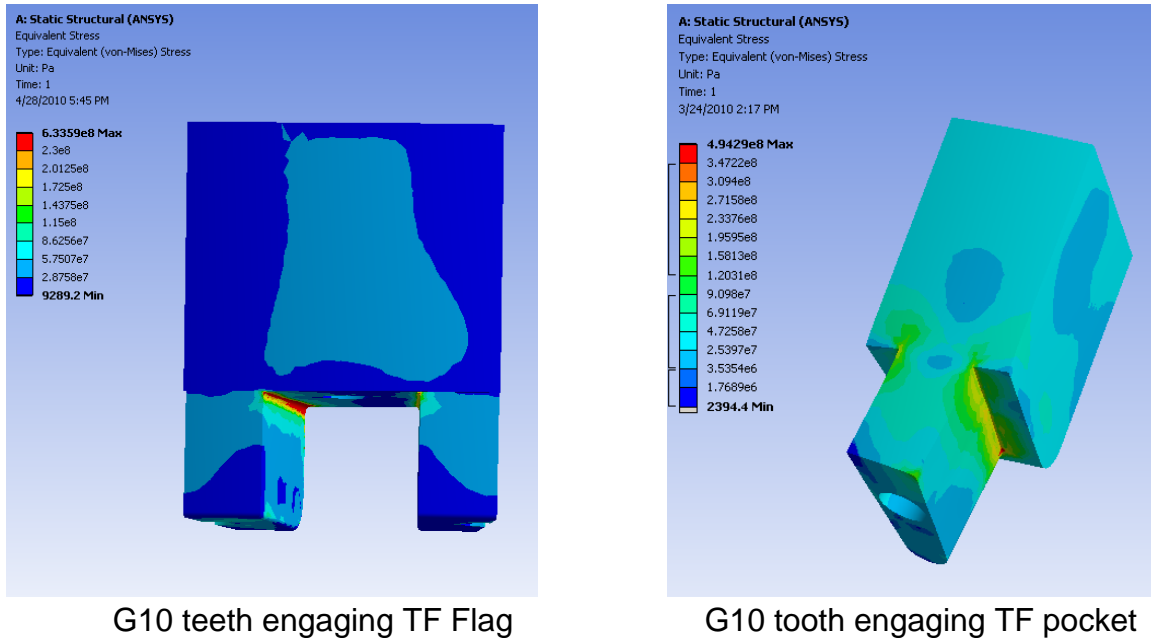 A: Static Structural (ANSYS)
Equivalent Stress
Type: Equivalent (von-Mises) Stress
Unit: Pa
Time: 1
4/28/2010 5:45 PM
6.3359e8 Max
2.3e8
2.0125e8
1.725e8
1.4375e8
1.15e8
8.6256e7
5.7507e7
2.8758e7
9289.2 Min
G10 teeth engaging TF Flag
A: Static Structural (ANSYS)
Equivalent Stress
Type: Equivalent (von-Mises) Stress
Unit: Pa
Time: 1
3/24/2010 2:17 PM
4.9429e8 Max
3.4722e8
3.094e8
2.7158e8
2.3376e8
1.9595e8
1.5813e8
1.2031e8
9.098e7
6.9119e7
4.7258e7
2.5397e7
3.5354e6
1.7689e6
2394.4 Min
G10 tooth engaging TF pocket